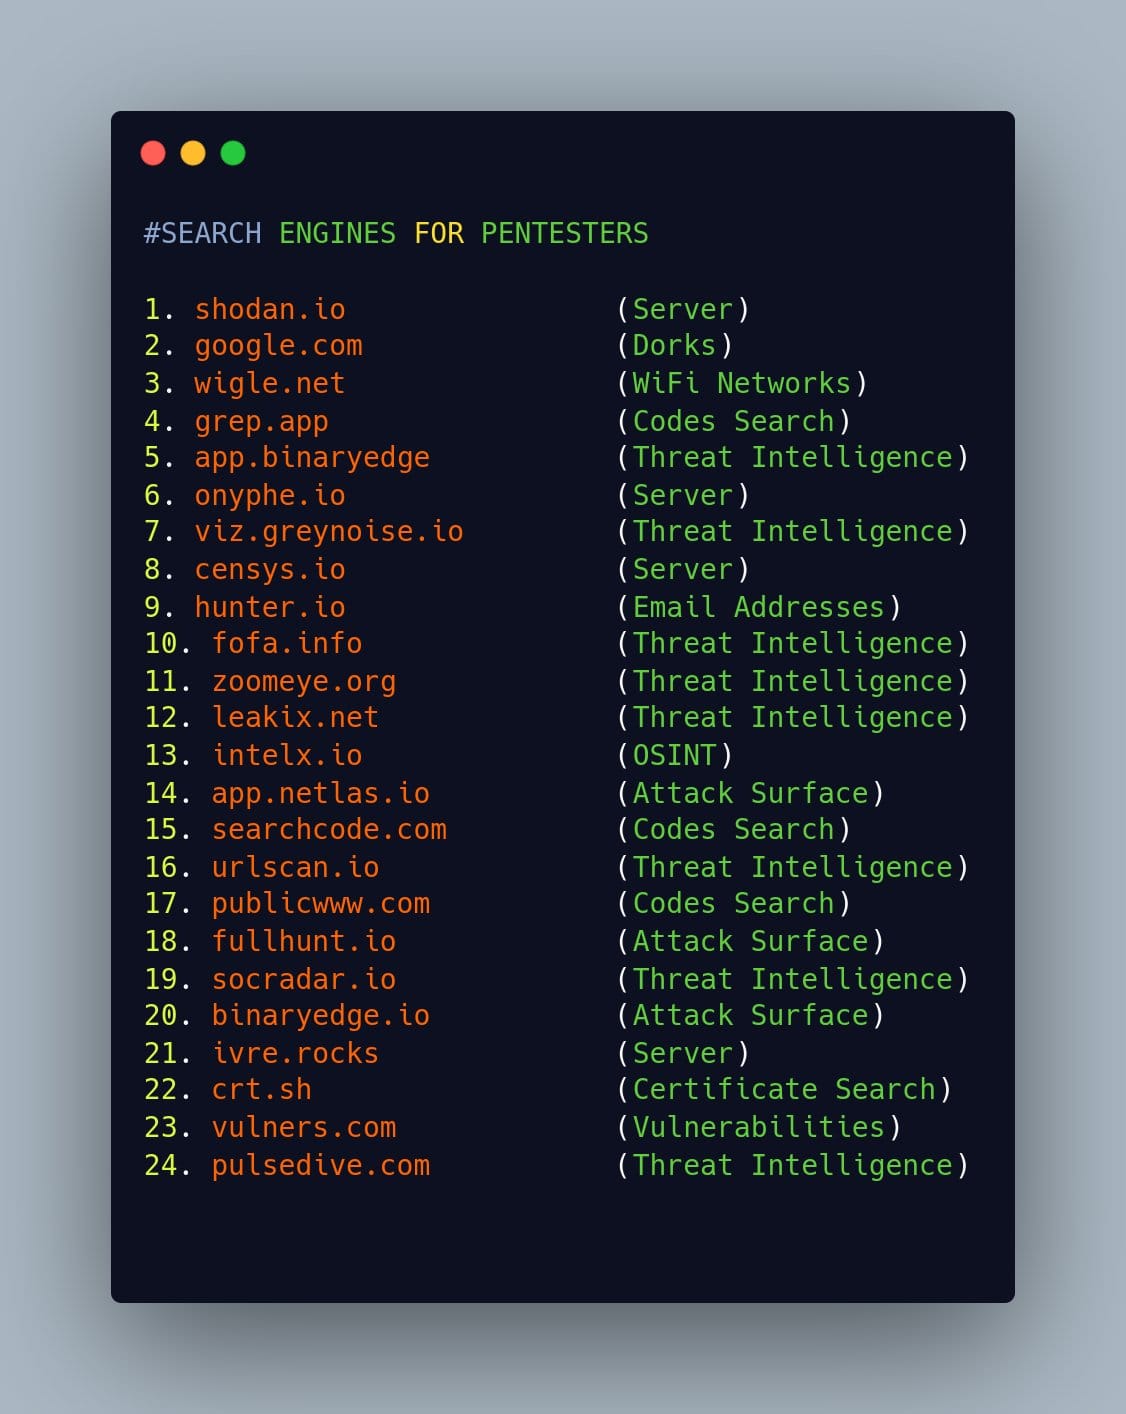 #SEARCH ENGINES FOR PENTESTERS
1. shodan.io (Server)
2. google.com (Dorks)
3. wigle.net (WiFi Networks)
4. grep.app (Codes Search)
5. app.binaryedge (Threat Intelligence)
6. onyphe.io (Server)
7. viz.greynoise.io (Threat Intelligence)
8. censys.io (Server)
9. hunter.io (Email Addresses)
10. fofa.info (Threat Intelligence)
11. zoomeye.org (Threat Intelligence)
12. leakix.net (Threat Intelligence)
13. intelx.io (OSINT)
14. app.netlas.io (Attack Surface)
15. searchcode.com (Codes Search)
16. urlscan.io (Threat Intelligence)
17. publicwww.com (Codes Search)
18. fullhunt.io (Attack Surface)
19. socradar.io (Threat Intelligence)
20. binaryedge.io (Attack Surface)
21. ivre.rocks (Server)
22. crt.sh (Certificate Search)
23. vulners.com (Vulnerabilities)
24. pulsedive.com (Threat Intelligence)